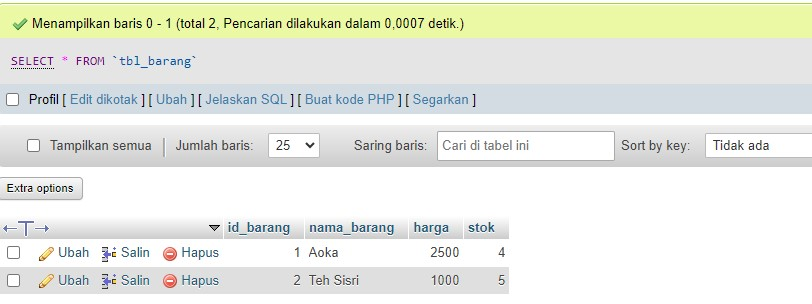 Menampilkan baris 0 - 1 (total 2, Pencarian dilakukan dalam 0,0007 detik.)
SELECT * FROM `tbl_barang`
Profil [ Edit dikotak ] [ Ubah ] [ Jelaskan SQL ] [ Buat kode PHP ] [ Segarkan ]
Tampilkan semua | Jumlah baris: 25 Saring baris: Cari di tabel ini Sort by key: Tidak ada
Extra options
←T→ id_barang nama_barang harga stok
Ubah Salin Hapus 1 Aoka 2500 4
Ubah Salin Hapus 2 Teh Sisri 1000 5